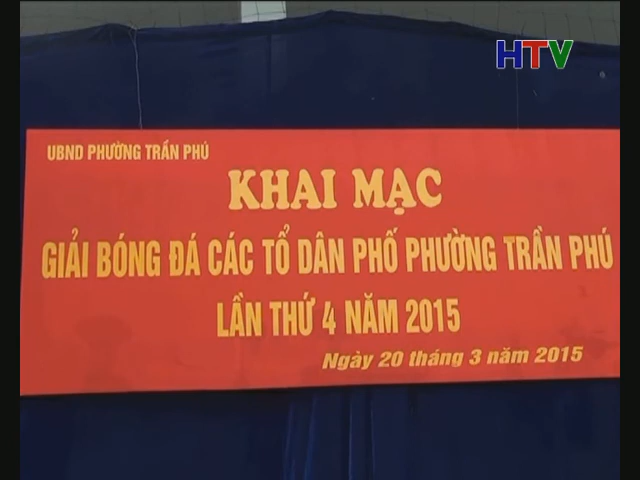 HTV
UBND PHƯỜNG TRẦN PHÚ
KHAI MẠC
GIẢI BÓNG ĐÁ CÁC TỔ DÂN PHỐ PHƯỜNG TRẦN PHÚ
LẦN THỨ 4 NĂM 2015
Ngày 20 tháng 3 năm 2015